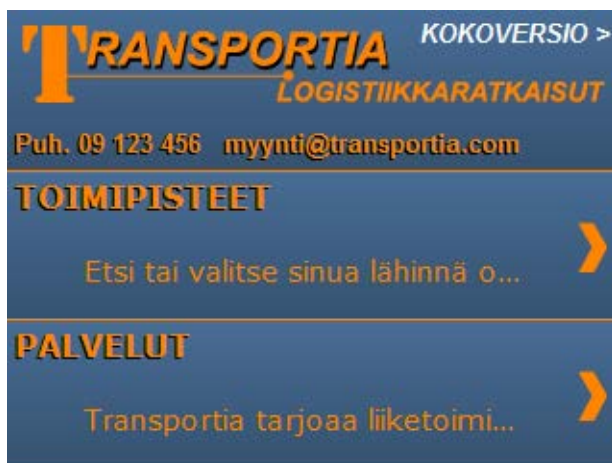 TRANSPORTIA KOKOVERSIO >
LOGISTIIKKARATKAISUT
Puh. 09 123 456 myynti@transportia.com
TOIMIPISTEET
Etsi tai valitse sinua lähinnä o...
PALVELUT
Transportia tarjoaa liiketoimi...